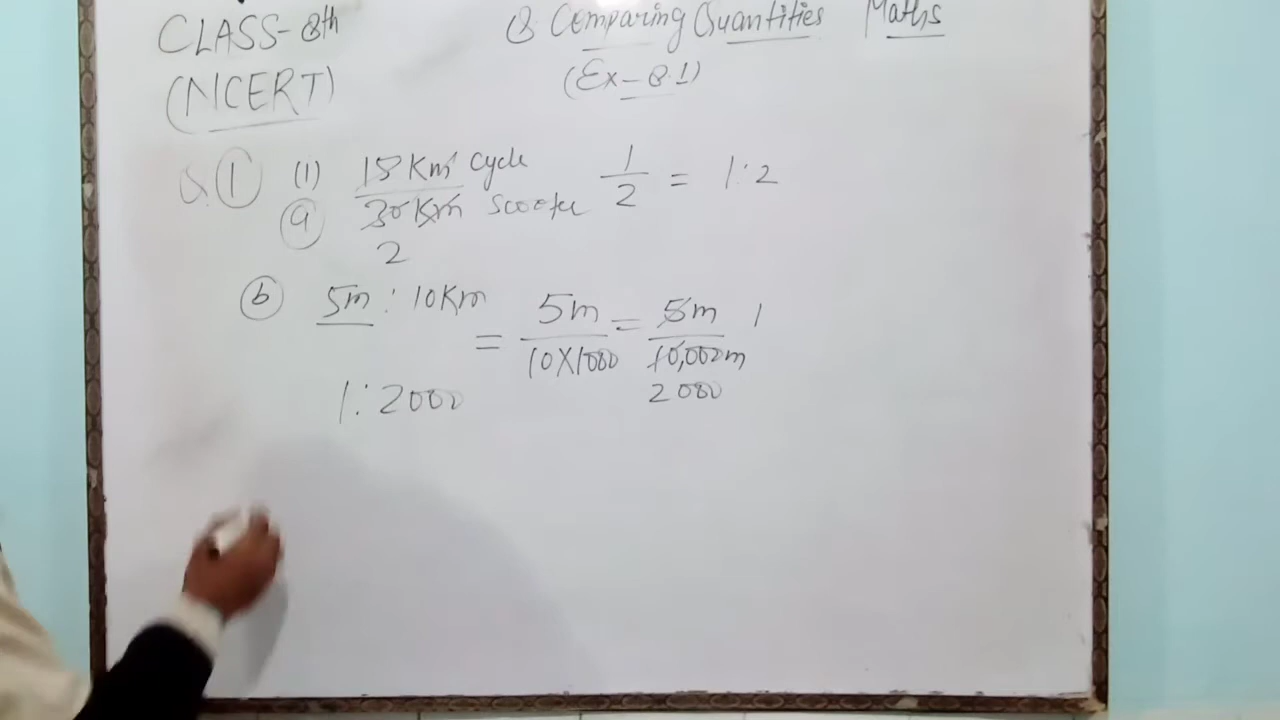 CLASS-8th
8 Comparing Quantities Maths
(NCERT)
(Ex-8.1)
Q. 1 (i) 15 Km Cycle 1/2 = 1:2
a 30 Km Scooter
2
b 5m : 10Km = 5m/10X1000 = 5m/10,000m 1
1:2000 2000